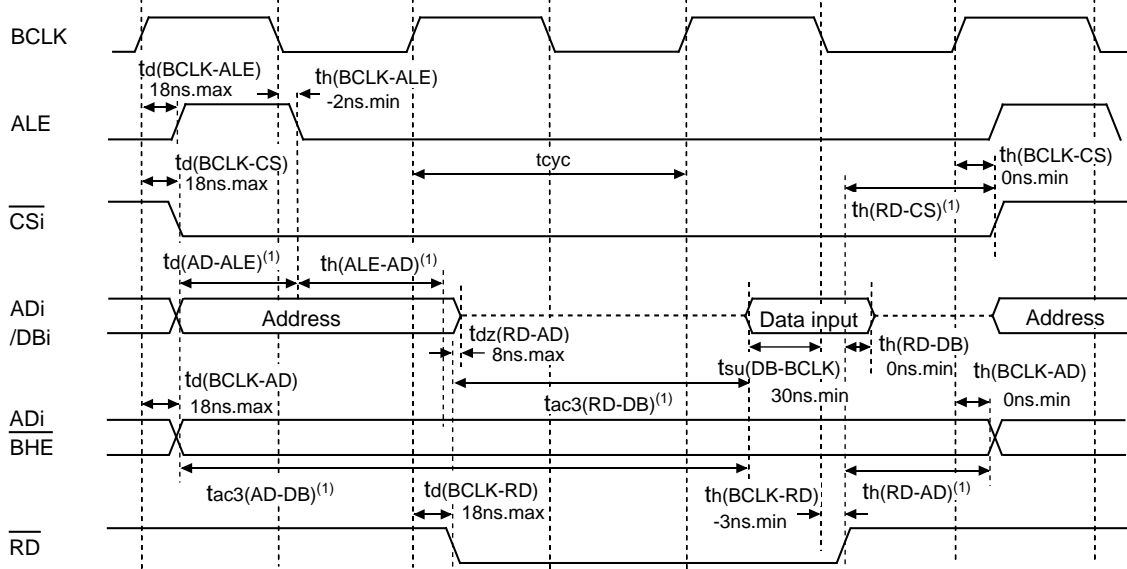 BCLK
td(BCLK-ALE)
18ns.max
th(BCLK-ALE)
-2ns.min
ALE
td(BCLK-CS)
18ns.max
tcyc
th(BCLK-CS)
0ns.min
th(RD-CS)(1)
CSi
td(AD-ALE)(1)
th(ALE-AD)(1)
ADi
/DBi
Address
Data input
Address
tdz(RD-AD)
8ns.max
th(RD-DB)
0ns.min
tsu(DB-BCLK)
30ns.min
td(BCLK-AD)
18ns.max
tac3(RD-DB)(1)
th(BCLK-AD)
0ns.min
ADi
BHE
tac3(AD-DB)(1)
td(BCLK-RD)
18ns.max
th(BCLK-RD)
-3ns.min
th(RD-AD)(1)
RD